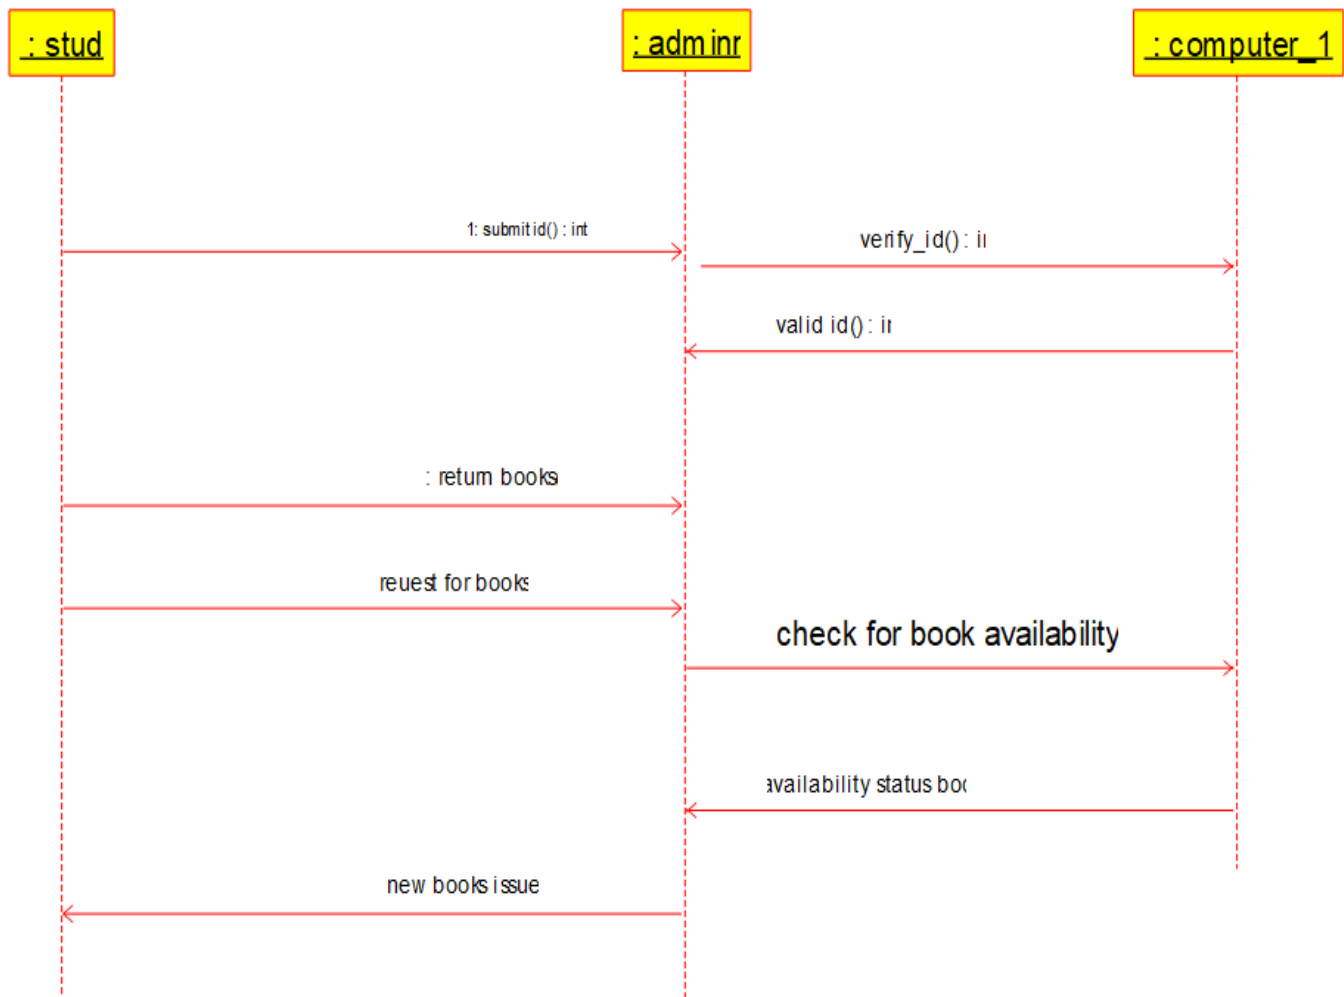 : stud
: adminr
: computer_1
1: submit id() : int
verify_id() : i
valid id() : i
: return books
reuest for books
check for book availability
availability status boo
new books issue